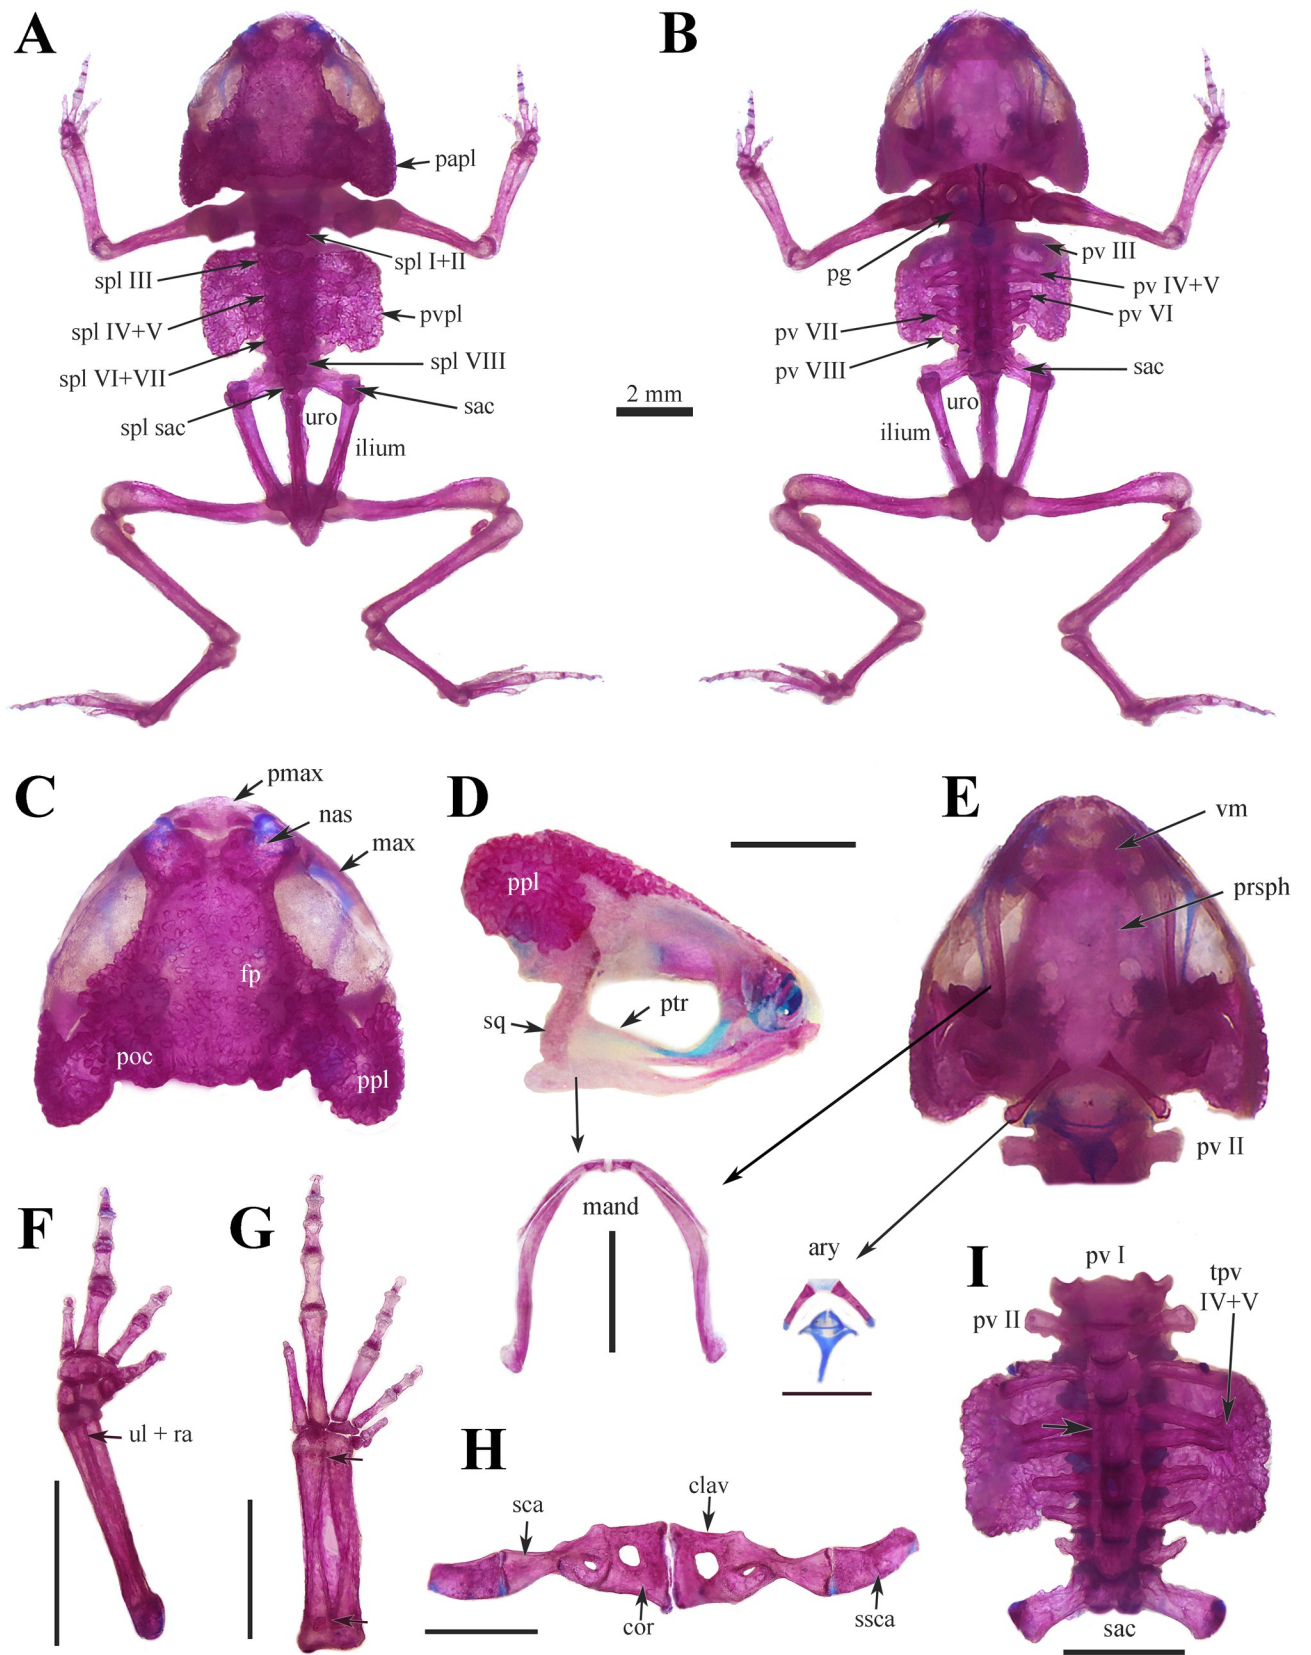 A
B
papl
spl I+II
spl III
pvpl
spl IV+V
spl VI+VII
spl VIII
spl sac
sac
uro
ilium
2 mm
pg
pv III
pv IV+V
pv VI
pv VII
pv VIII
sac
uro
ilium
C
pmax
nas
max
fp
poc
ppl
D
ppl
sq
ptr
mand
E
vm
prsph
pv II
ary
F
ul + ra
G
H
sca
clav
cor
ssca
I
pv I
pv II
tpv
IV+V
sac